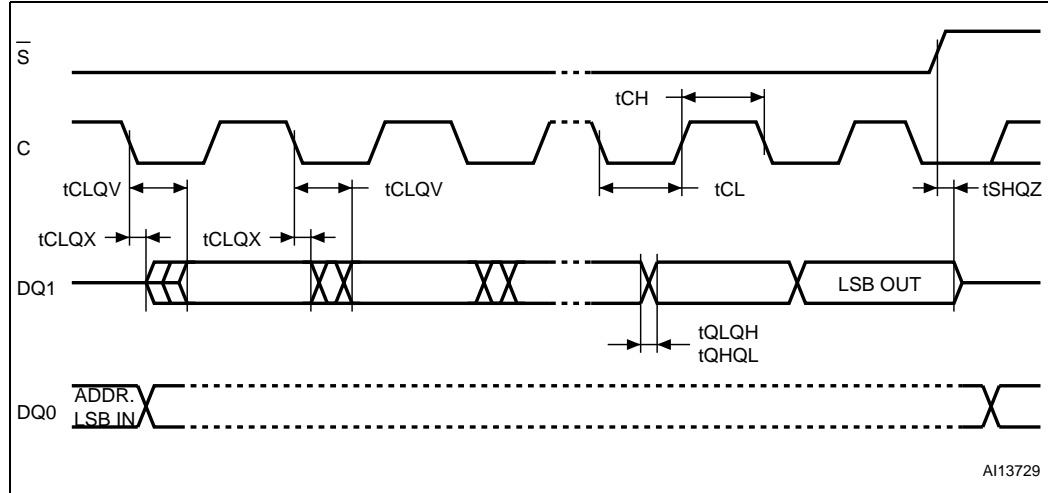 S
tCH
C
tCLQV
tCLQV
tCL
tSHQZ
tCLQX
tCLQX
DQ1
LSB OUT
tQLQH
tQHQL
ADDR.
DQ0
LSB IN
AI13729